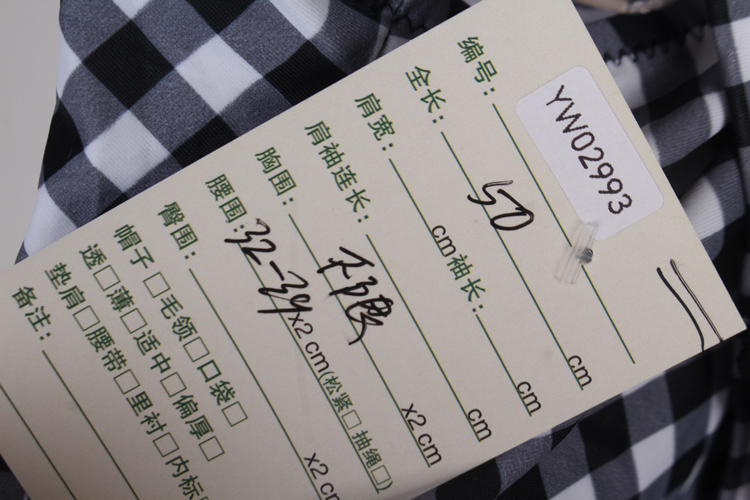 编号: YW02993
全长: 50 cm
肩宽: cm 袖长: cm
肩袖连长: cm
胸围: 不限 x2 cm
腰围: 32-39 x2 cm (松紧□ 抽绳□)
臀围: x2 cm
帽子□ 毛领□ 口袋□
透□ 薄□ 适中□ 偏厚□
垫肩□ 腰带□ 里衬□ 内标
备注: